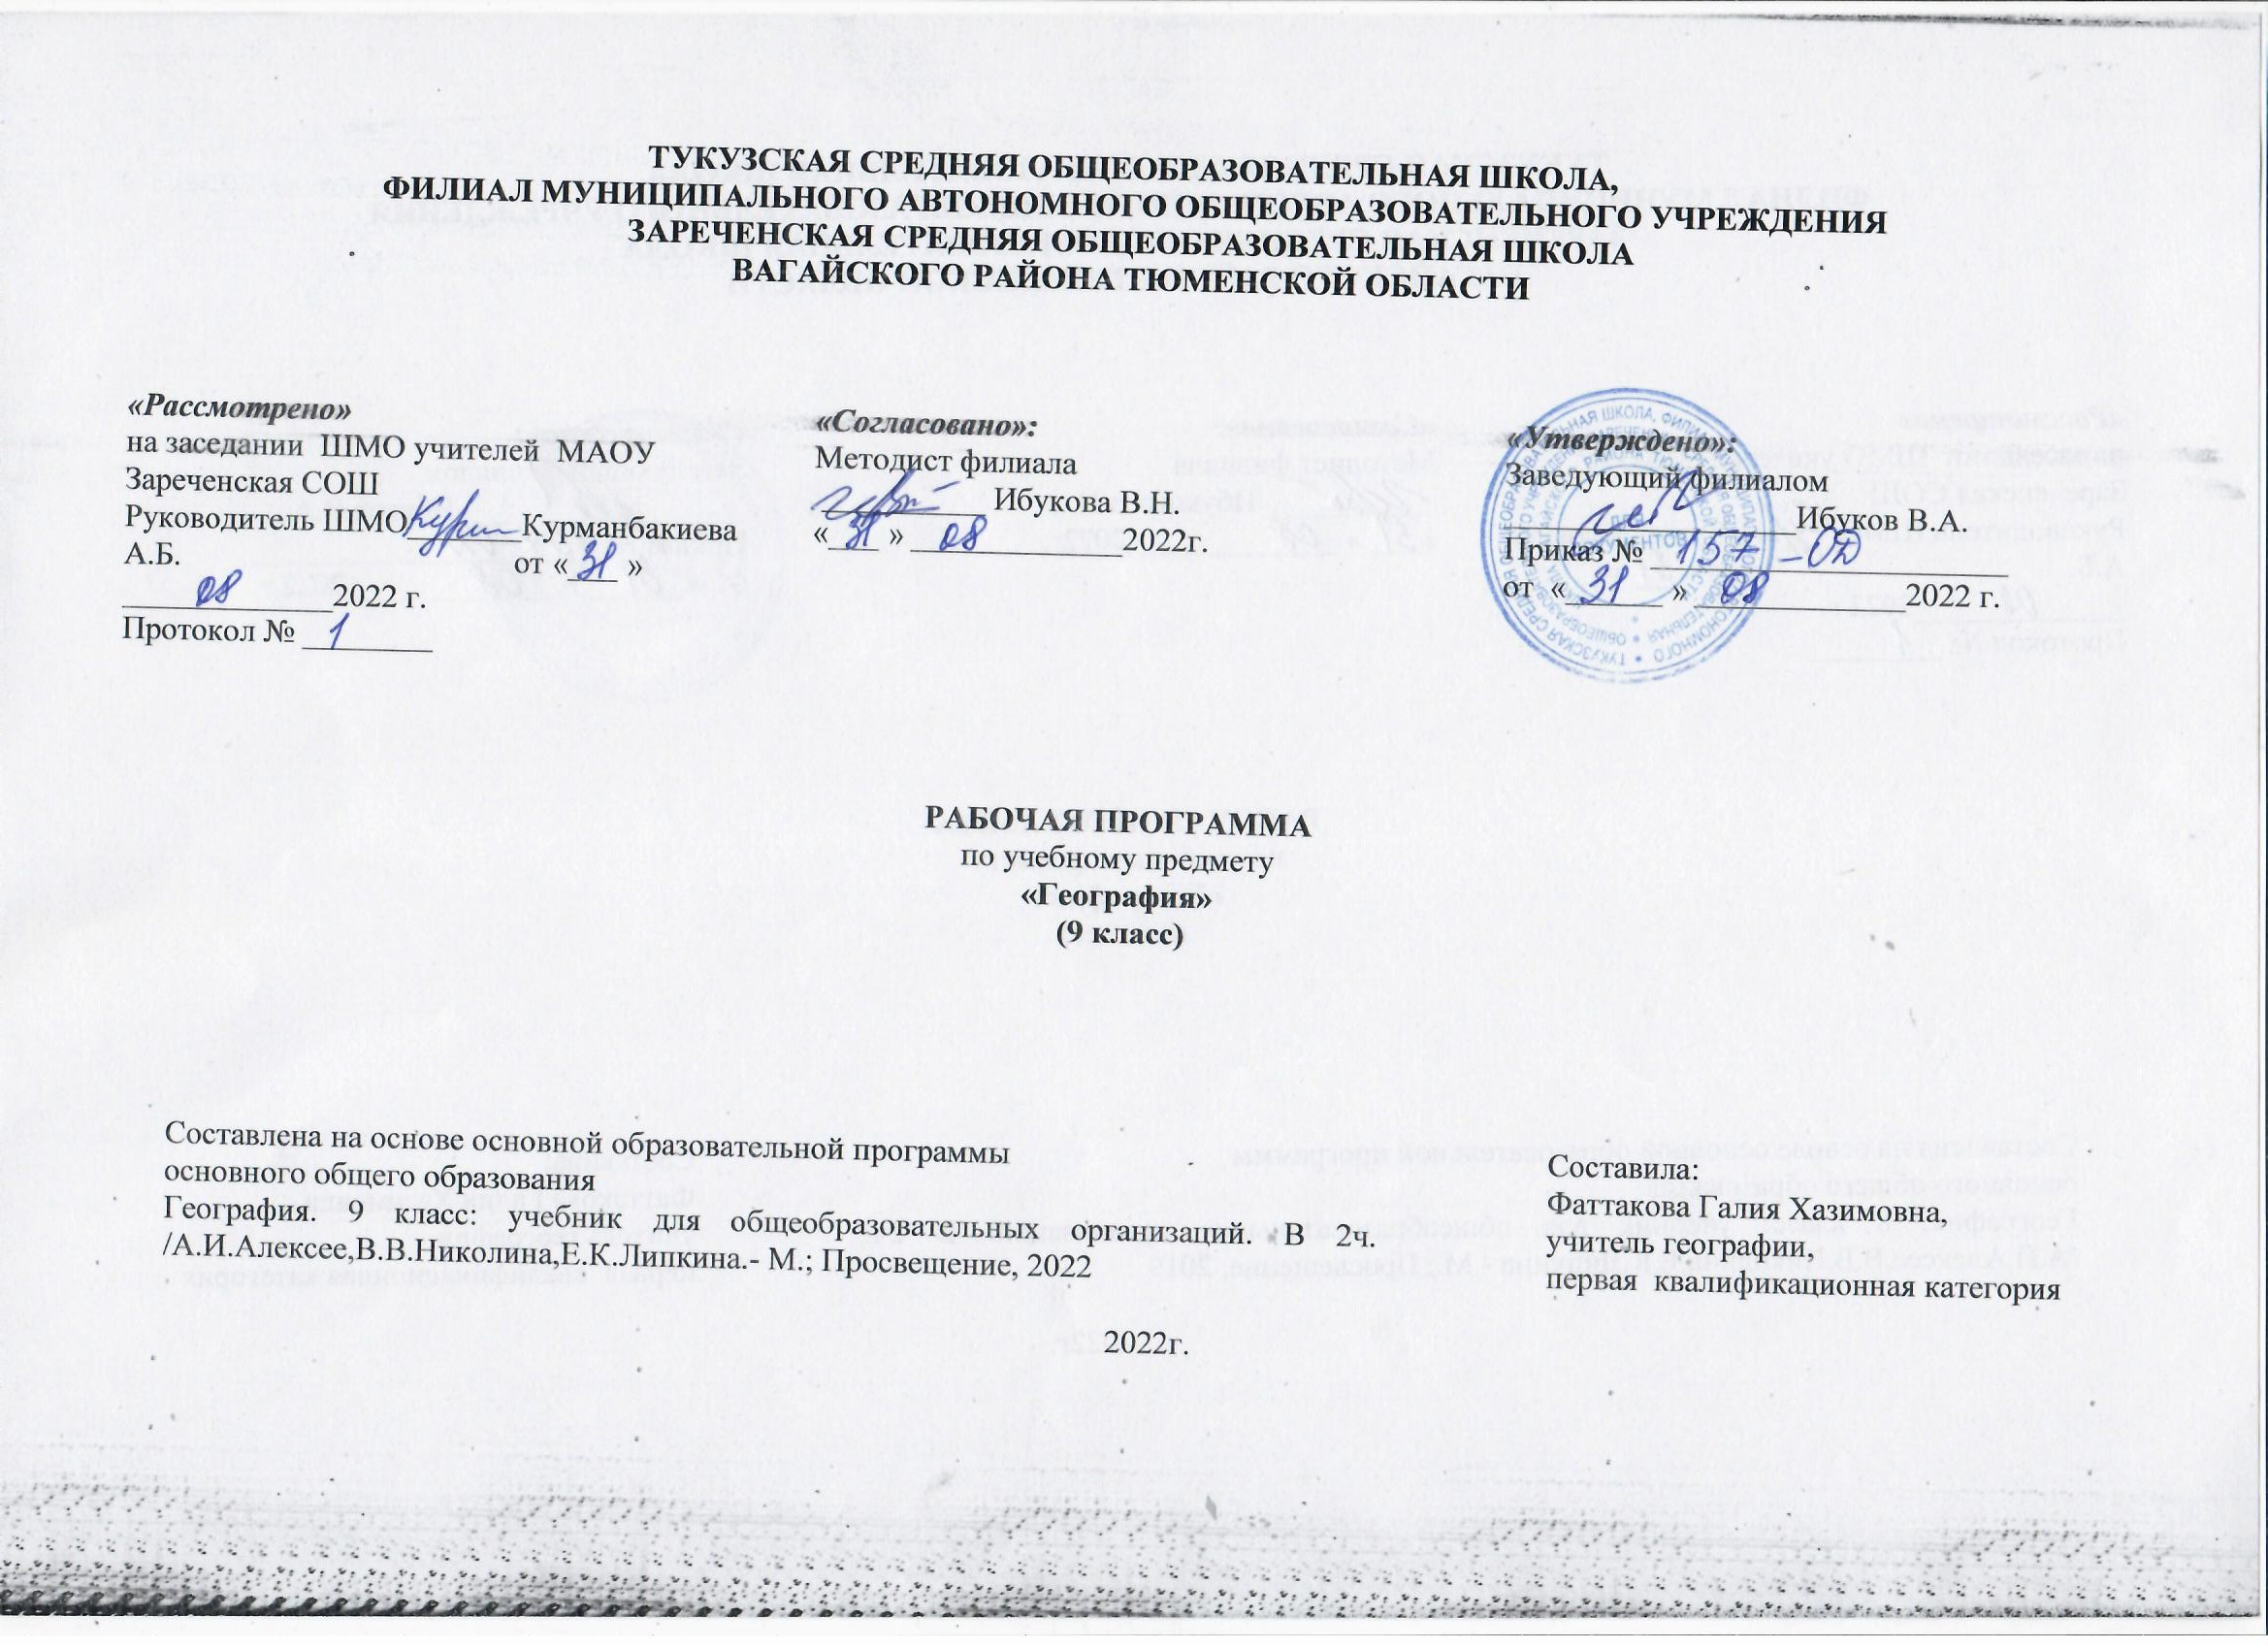 ТУКУЗСКАЯ СРЕДНЯЯ ОБЩЕОБРАЗОВАТЕЛЬНАЯ ШКОЛА,
ФИЛИАЛ МУНИЦИПАЛЬНОГО АВТОНОМНОГО ОБЩЕОБРАЗОВАТЕЛЬНОГО УЧРЕЖДЕНИЯ
ЗАРЕЧЕНСКАЯ СРЕДНЯЯ ОБЩЕОБРАЗОВАТЕЛЬНАЯ ШКОЛА
ВАГАЙСКОГО РАЙОНА ТЮМЕНСКОЙ ОБЛАСТИ
«Рассмотрено»
на заседании ШМО учителей МАОУ
Зареченская СОШ
Руководитель ШМО Курманбакиева
А.Б. от «31»
08 2022 г.
Протокол № 1
«Согласовано»:
Методист филиала
Ибукова В.Н.
«31» 08 2022г.
«Утверждено»:
Заведующий филиалом
Ибуков В.А.
Приказ № 157-ОД
от «31» 08 2022 г.
РАБОЧАЯ ПРОГРАММА
по учебному предмету
«География»
(9 класс)
Составлена на основе основной образовательной программы
основного общего образования
География. 9 класс: учебник для общеобразовательных организаций. В 2ч.
/А.И.Алексее,В.В.Николина,Е.К.Липкина.- М.; Просвещение, 2022
Составила:
Фаттакова Галия Хазимовна,
учитель географии,
первая квалификационная категория
2022г.